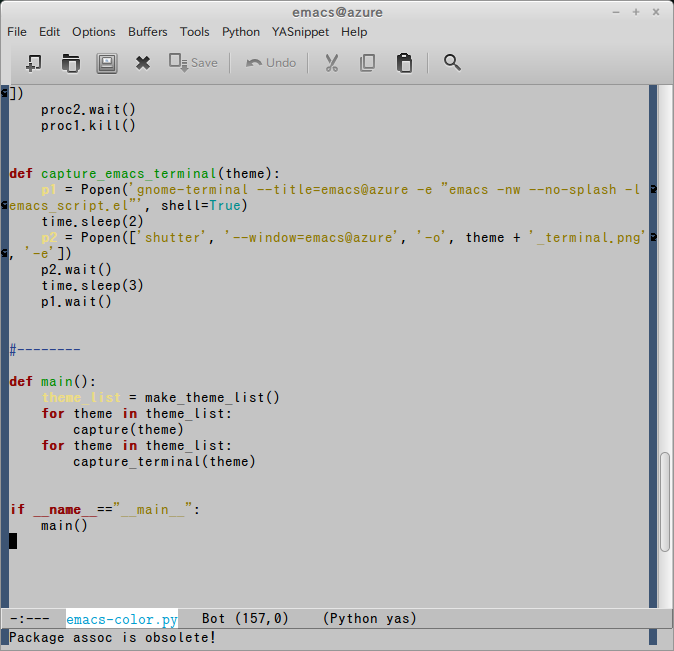 emacs@azure
File Edit Options Buffers Tools Python YASnippet Help
Save Undo
])
    proc2.wait()
    proc1.kill()
def capture_emacs_terminal(theme):
    p1 = Popen('gnome-terminal --title=emacs@azure -e "emacs -nw --no-splash -l
emacs_script.el"', shell=True)
    time.sleep(2)
    p2 = Popen(['shutter', '--window=emacs@azure', '-o', theme + '_terminal.png'
, '-e'])
    p2.wait()
    time.sleep(3)
    p1.wait()
#--------
def main():
    theme_list = make_theme_list()
    for theme in theme_list:
        capture(theme)
    for theme in theme_list:
        capture_terminal(theme)
if __name__=="__main__":
    main()
-:--- emacs-color.py Bot (157,0) (Python yas)
Package assoc is obsolete!